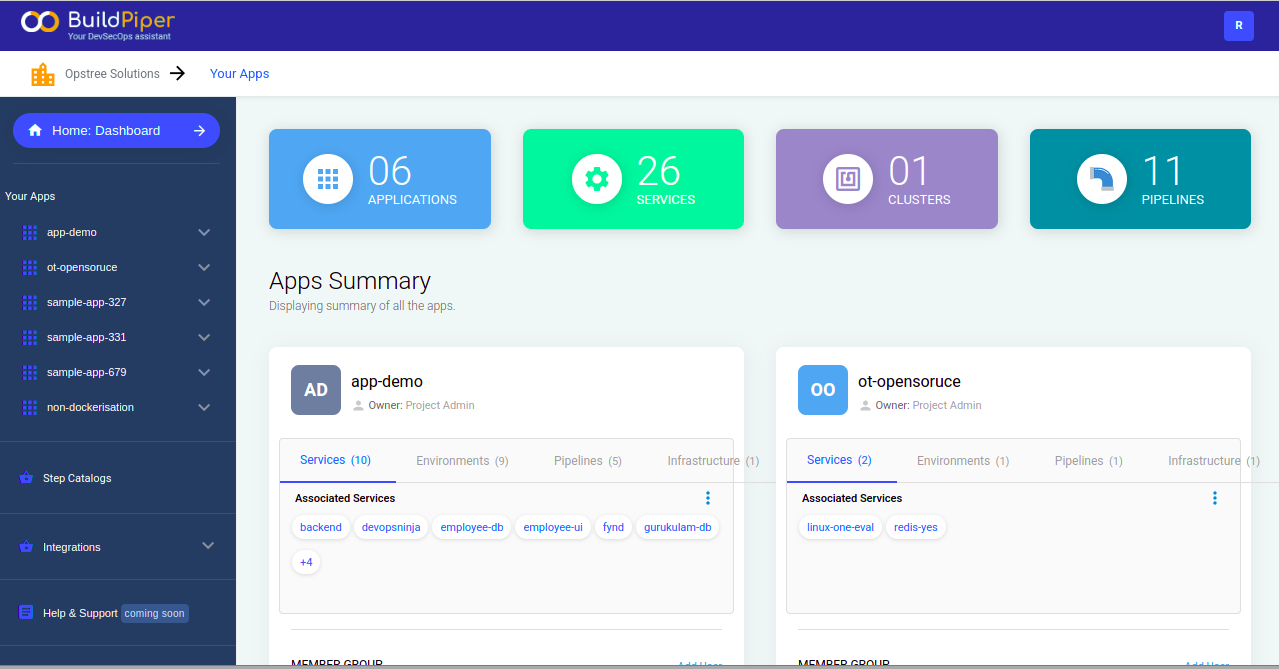 BuildPiper
Your DevSecOps assistant
R
Opstree Solutions
Your Apps
Home: Dashboard
Your Apps
app-demo
ot-opensoruce
sample-app-327
sample-app-331
sample-app-679
non-dockerisation
Step Catalogs
Integrations
Help & Support coming soon
06
APPLICATIONS
26
SERVICES
01
CLUSTERS
11
PIPELINES
Apps Summary
Displaying summary of all the apps.
AD
app-demo
Owner: Project Admin
Services (10) Environments (9) Pipelines (5) Infrastructure (1)
Associated Services
backend devopsninja employee-db employee-ui fynd gurukulam-db
+4
MEMBER GROUP Add User
OO
ot-opensoruce
Owner: Project Admin
Services (2) Environments (1) Pipelines (1) Infrastructure (1)
Associated Services
linux-one-eval redis-yes
MEMBER GROUP Add User